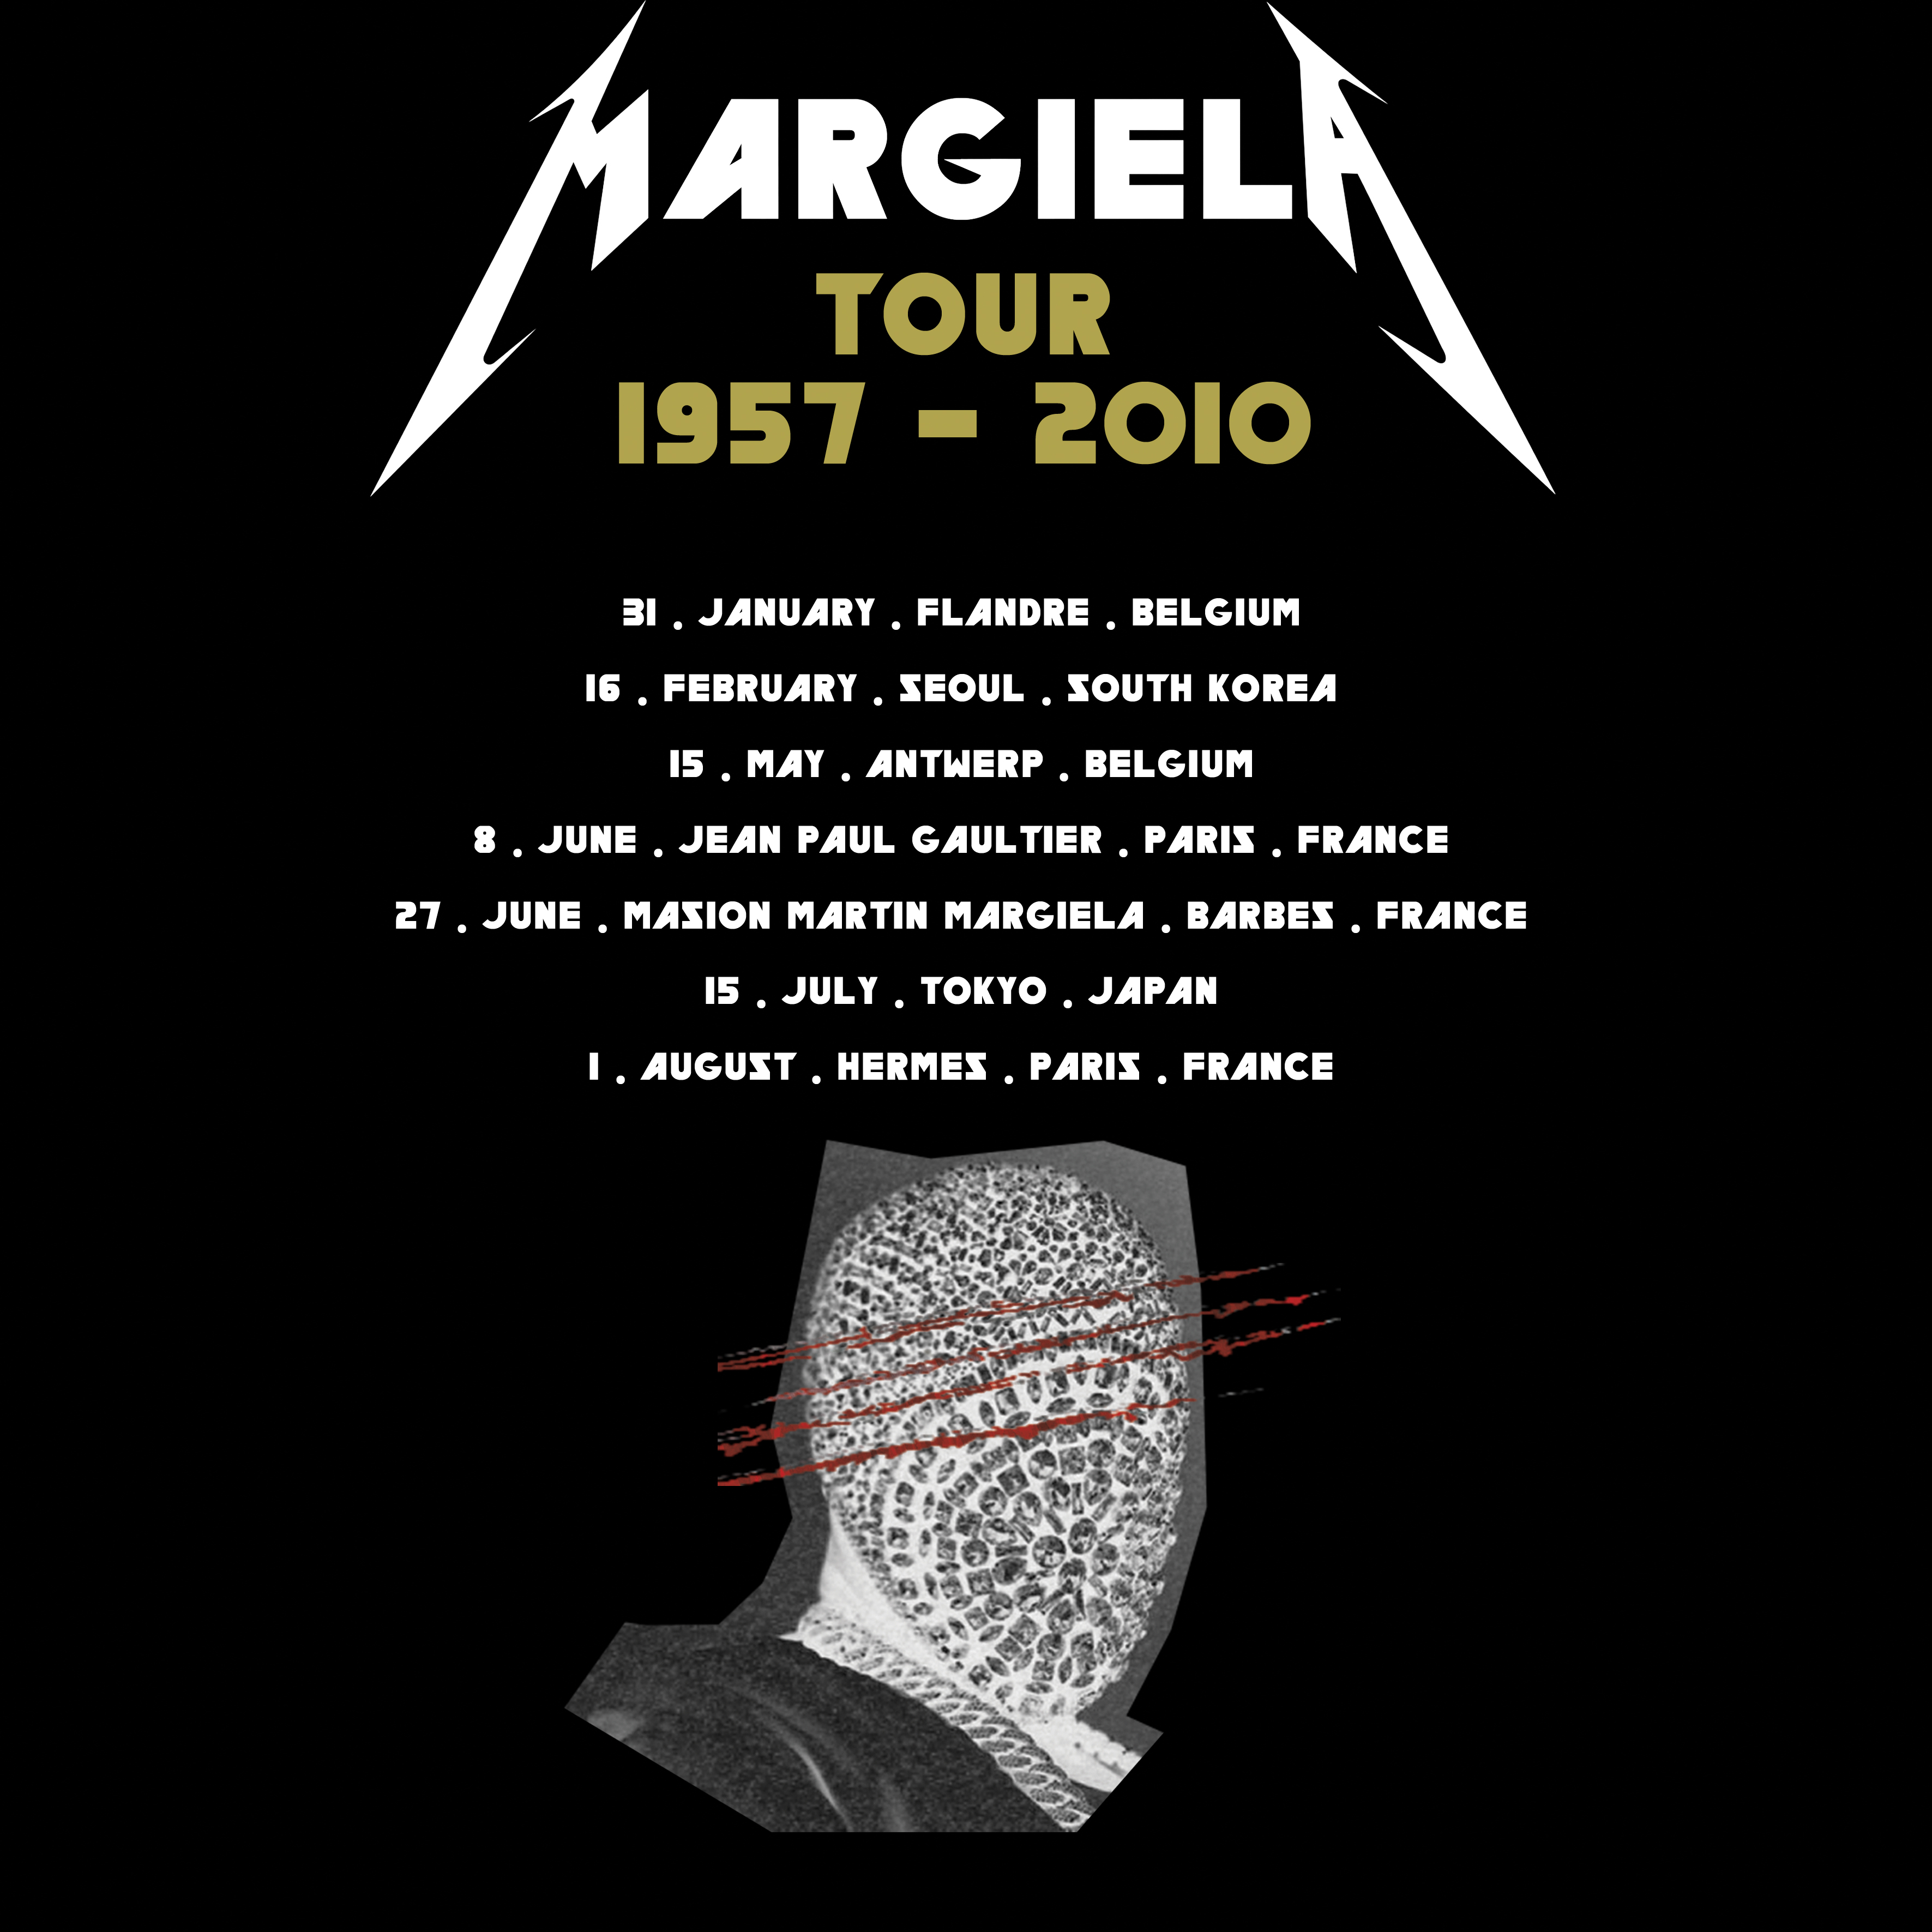 MARGIELA
TOUR
1957 - 2010
31 . JANUARY . FLANDRE . BELGIUM
16 . FEBRUARY . SEOUL . SOUTH KOREA
15 . MAY . ANTWERP . BELGIUM
8 . JUNE . JEAN PAUL GAULTIER . PARIS . FRANCE
27 . JUNE . MASION MARTIN MARGIELA . BARBES . FRANCE
15 . JULY . TOKYO . JAPAN
1 . AUGUST . HERMES . PARIS . FRANCE